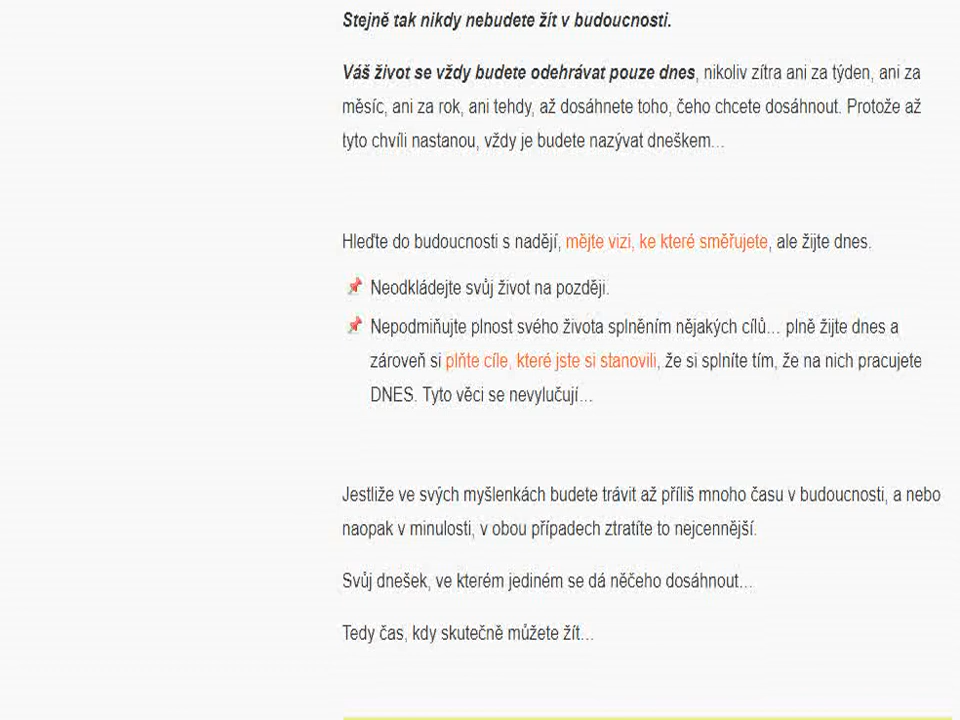 Stejně tak nikdy nebudete žít v budoucnosti.
Váš život se vždy budete odehrávat pouze dnes, nikoliv zítra ani za týden, ani za
měsíc, ani za rok, ani tehdy, až dosáhnete toho, čeho chcete dosáhnout. Protože až
tyto chvíli nastanou, vždy je budete nazývat dneškem...
Hleďte do budoucnosti s nadějí, mějte vizi, ke které směřujete, ale žijte dnes.
Neodkládejte svůj život na později.
Nepodmiňujte plnost svého života splněním nějakých cílů... plně žijte dnes a
zároveň si plňte cíle, které jste si stanovili, že si splníte tím, že na nich pracujete
DNES. Tyto věci se nevylučují...
Jestliže ve svých myšlenkách budete trávit až příliš mnoho času v budoucnosti, a nebo
naopak v minulosti, v obou případech ztratíte to nejcennější.
Svůj dnešek, ve kterém jediném se dá něčeho dosáhnout...
Tedy čas, kdy skutečně můžete žít...